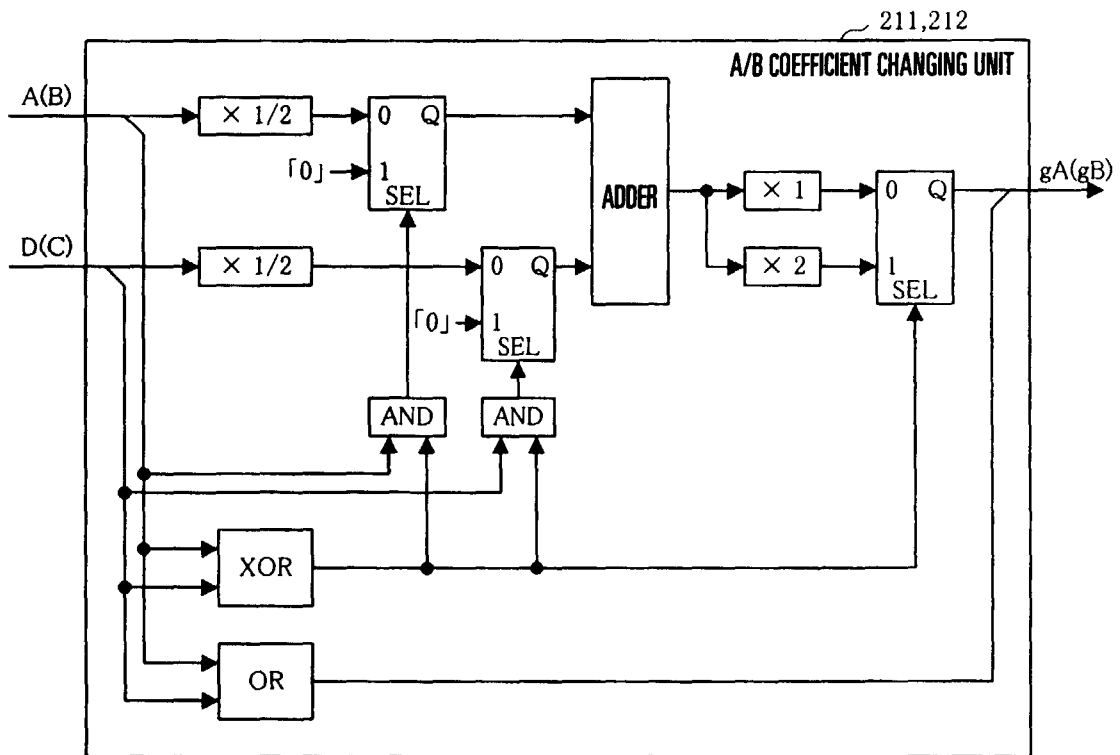 211,212
A/B COEFFICIENT CHANGING UNIT
A(B)
× 1/2
0 Q
「0」
1
SEL
ADDER
× 1
0 Q
gA(gB)
D(C)
× 1/2
0 Q
「0」
1
SEL
× 2
1
SEL
AND
AND
XOR
OR